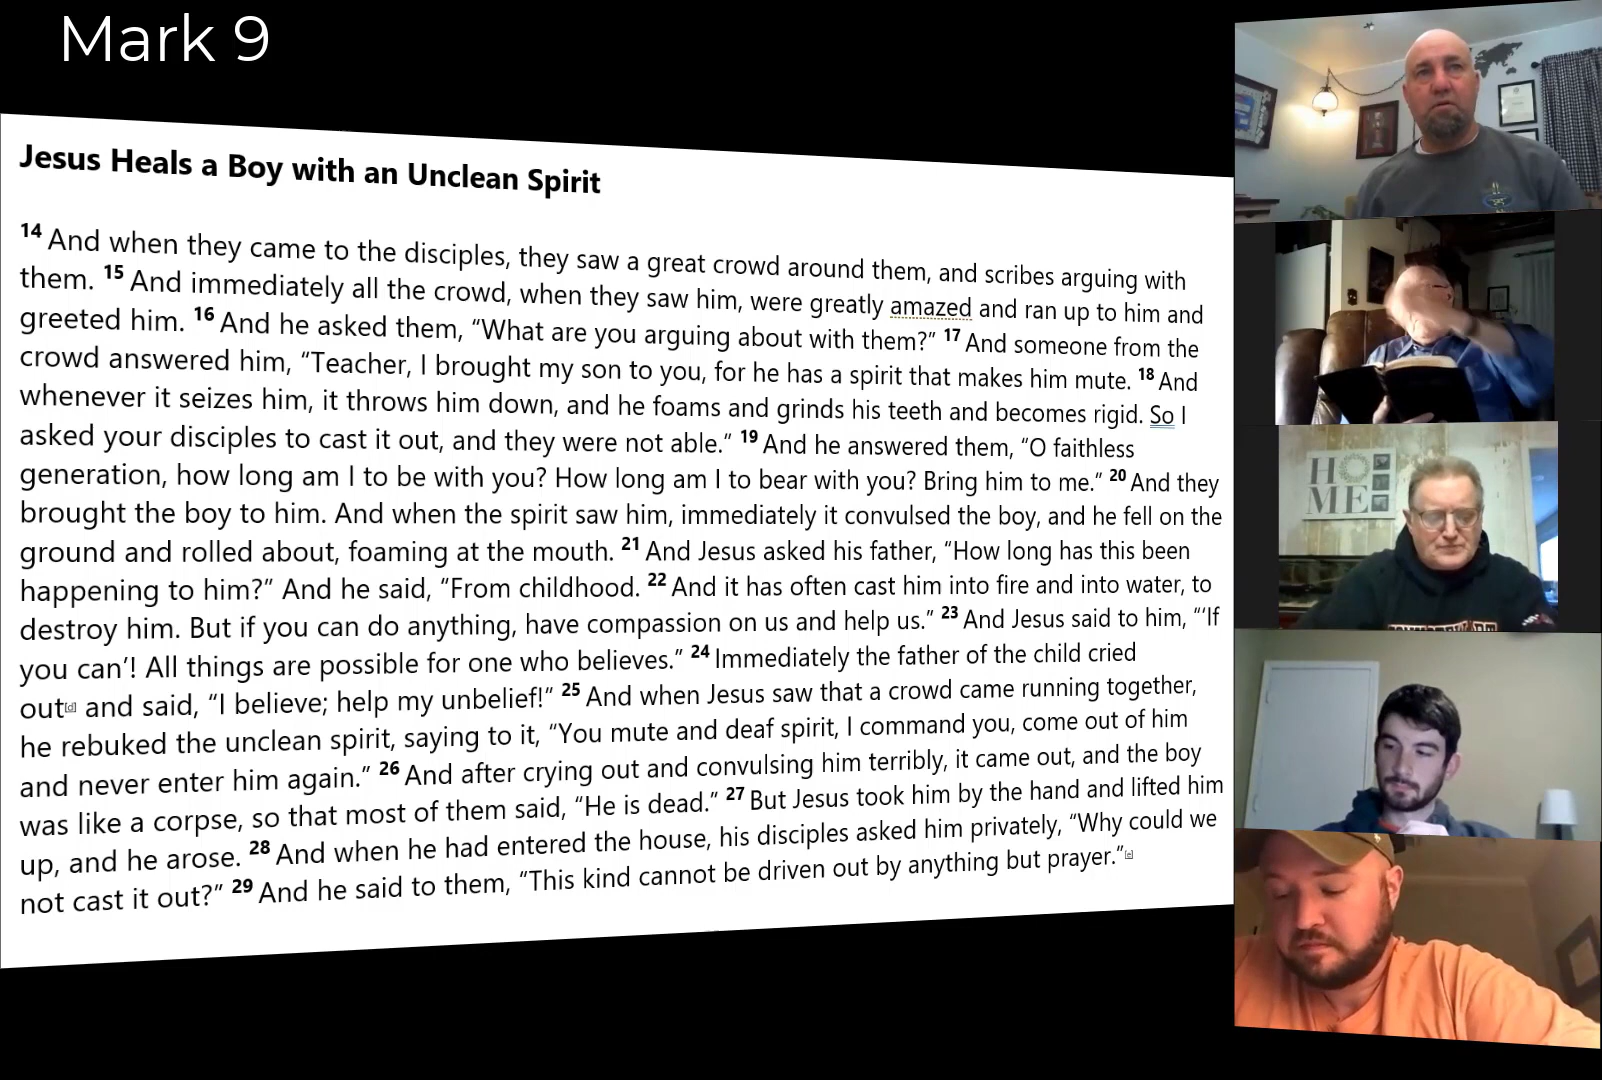 Mark 9
Jesus Heals a Boy with an Unclean Spirit
14 And when they came to the disciples, they saw a great crowd around them, and scribes arguing with
them. 15 And immediately all the crowd, when they saw him, were greatly amazed and ran up to him and
greeted him. 16 And he asked them, “What are you arguing about with them?” 17 And someone from the
crowd answered him, “Teacher, I brought my son to you, for he has a spirit that makes him mute. 18 And
whenever it seizes him, it throws him down, and he foams and grinds his teeth and becomes rigid. So I
asked your disciples to cast it out, and they were not able.” 19 And he answered them, “O faithless
generation, how long am I to be with you? How long am I to bear with you? Bring him to me.” 20 And they
brought the boy to him. And when the spirit saw him, immediately it convulsed the boy, and he fell on the
ground and rolled about, foaming at the mouth. 21 And Jesus asked his father, “How long has this been
happening to him?” And he said, “From childhood. 22 And it has often cast him into fire and into water, to
destroy him. But if you can do anything, have compassion on us and help us.” 23 And Jesus said to him, “‘If
you can’! All things are possible for one who believes.” 24 Immediately the father of the child cried
out[d] and said, “I believe; help my unbelief!” 25 And when Jesus saw that a crowd came running together,
he rebuked the unclean spirit, saying to it, “You mute and deaf spirit, I command you, come out of him
and never enter him again.” 26 And after crying out and convulsing him terribly, it came out, and the boy
was like a corpse, so that most of them said, “He is dead.” 27 But Jesus took him by the hand and lifted him
up, and he arose. 28 And when he had entered the house, his disciples asked him privately, “Why could we
not cast it out?” 29 And he said to them, “This kind cannot be driven out by anything but prayer.”[e]
HO
ME